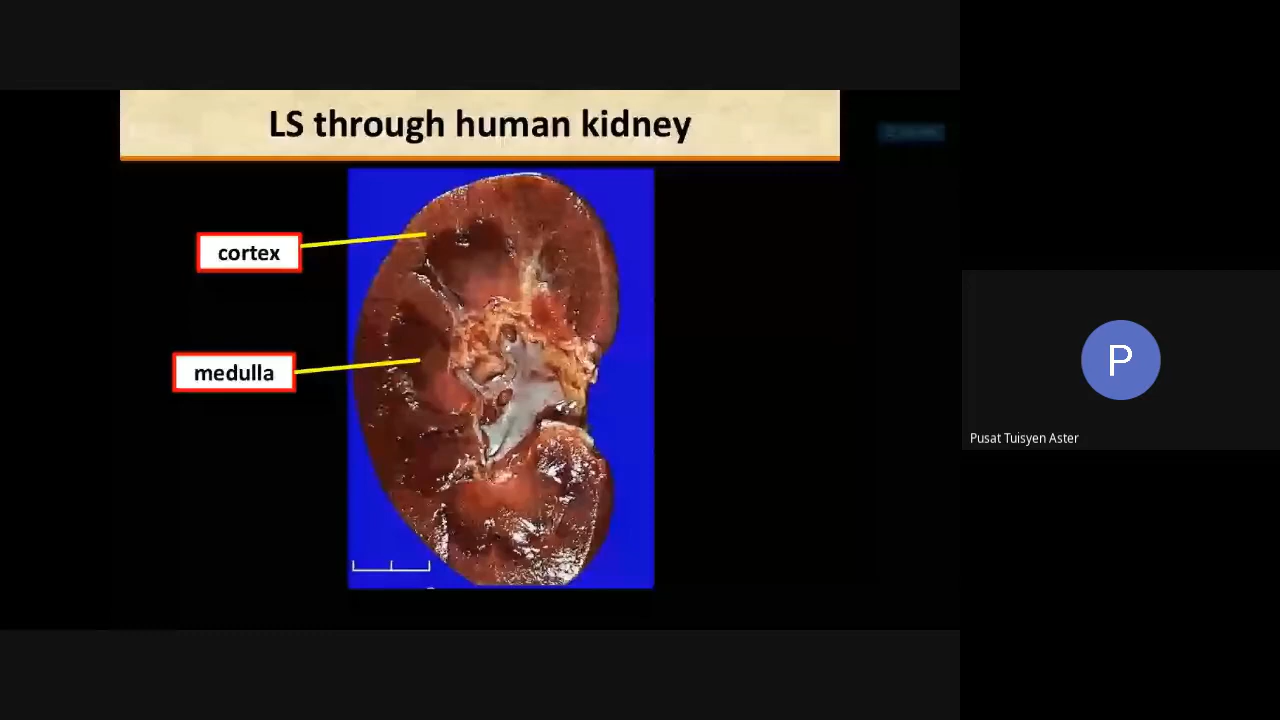 LS through human kidney
cortex
medulla
P
Pusat Tuisyen Aster